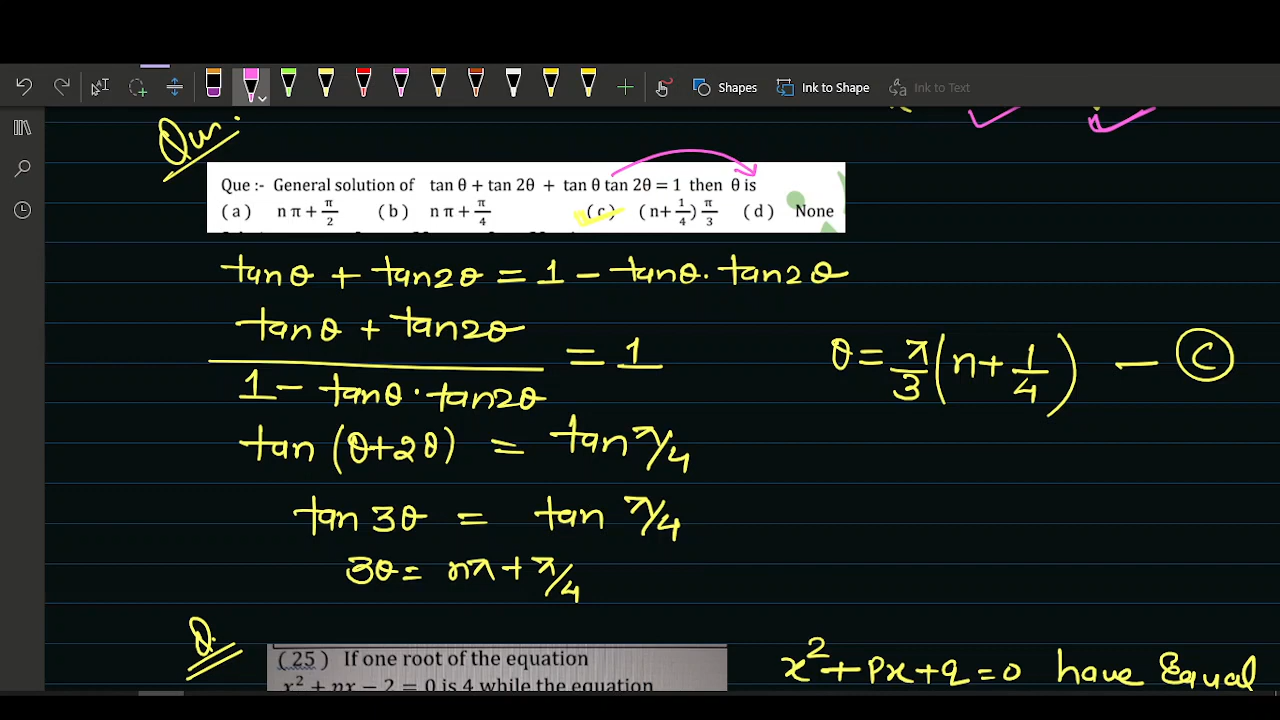 Shapes
Ink to Shape
Ink to Text
Que:
Que :- General solution of tan θ + tan 2θ + tan θ tan 2θ = 1 then θ is
( a ) n π + π/2 ( b ) n π + π/4 ( c ) (n+ 1/4) π/3 ( d ) None
tanθ + tan2θ = 1 - tanθ. tan2θ
tanθ + tan2θ / 1 - tanθ. tan2θ = 1
tan (θ+2θ) = tan π/4
tan 3θ = tan π/4
3θ = nπ + π/4
θ = π/3 (n + 1/4) - C
Q.
( 25 ) If one root of the equation
x² + px − 2 = 0 is 4 while the equation
x² + px + q = 0 have Equal